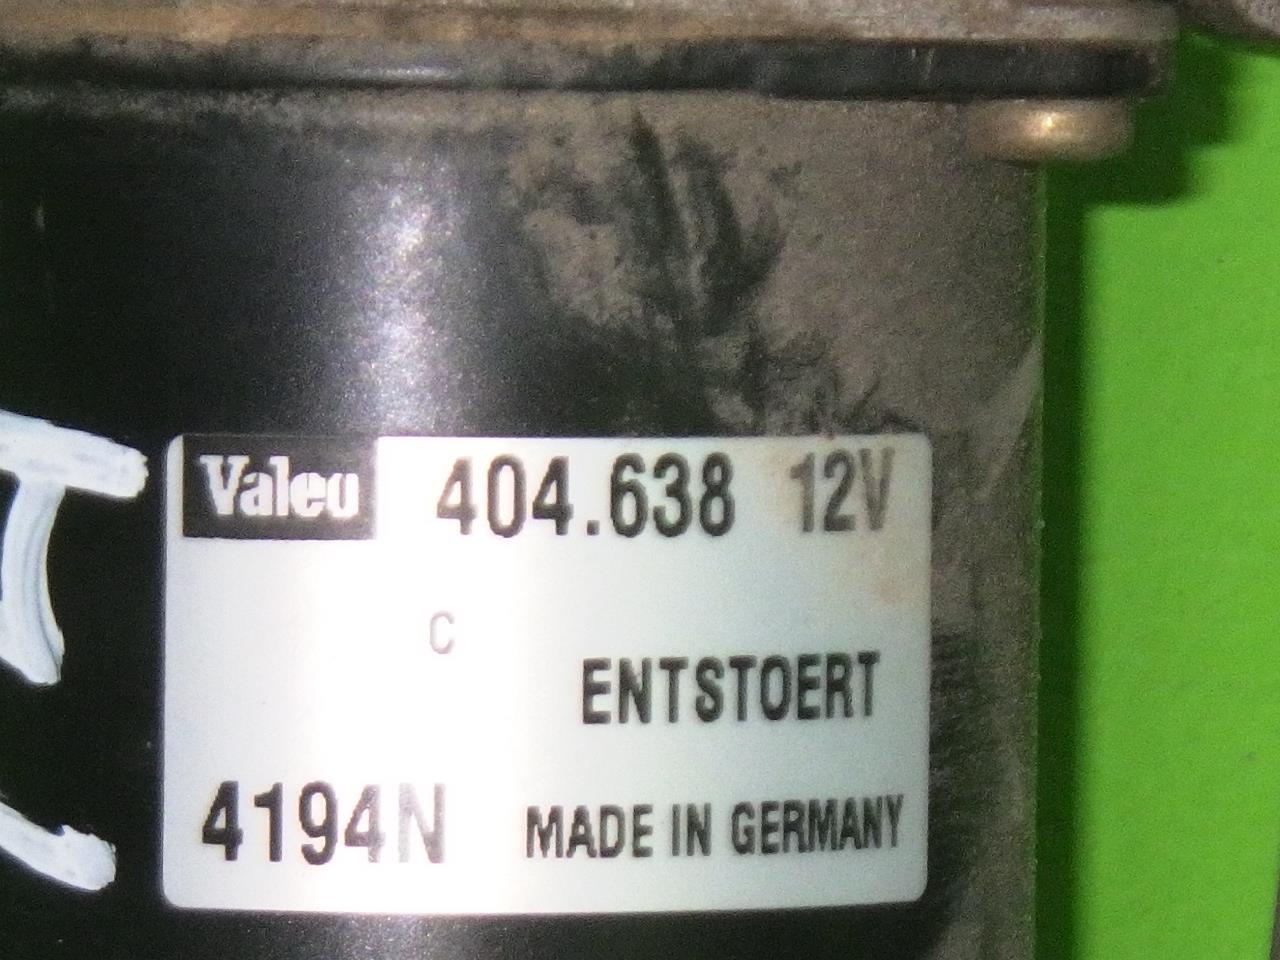 Valeo 404.638 12V
C
ENTSTOERT
4194N MADE IN GERMANY